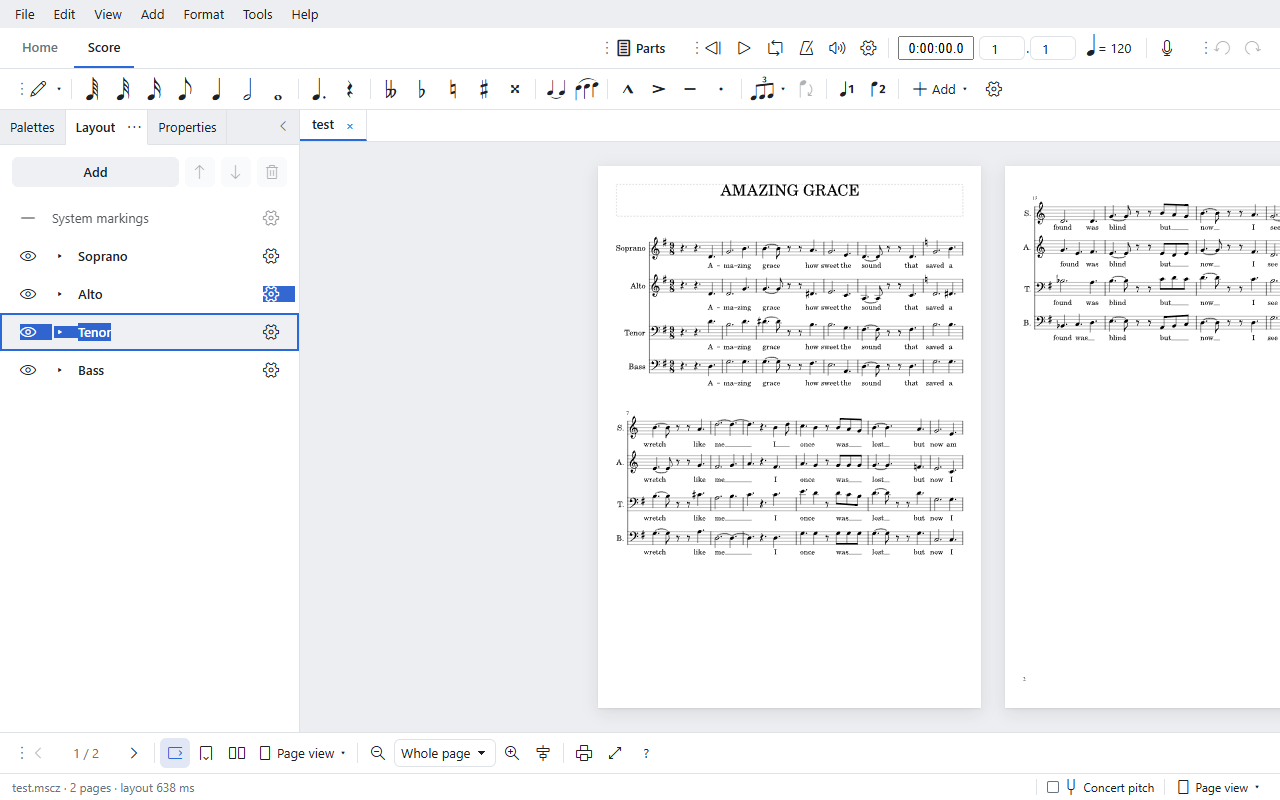 File Edit View Add Format Tools Help
Home Score Parts 0:00:00.0 1 . 1 = 120
Add
Palettes Layout Properties test
Add
System markings
Soprano
Alto
Tenor
Bass
AMAZING GRACE
Soprano
A - ma-zing grace how sweet the sound that saved a
Alto
A - ma-zing grace how sweet the sound that saved a
Tenor
A - ma-zing grace how sweet the sound that saved a
Bass
A - ma-zing grace how sweet the sound that saved a
7
S.
wretch like me I once was lost but now am
A.
wretch like me I once was lost but now I
T.
wretch like me I once was lost but now I
B.
wretch like me I once was lost but now I
S.
found was blind but now I see
A.
found was blind but now I see
T.
found was blind but now I see
B.
found was blind but now I see
2
1 / 2 Page view Whole page ?
test.mscz · 2 pages · layout 638 ms Concert pitch Page view